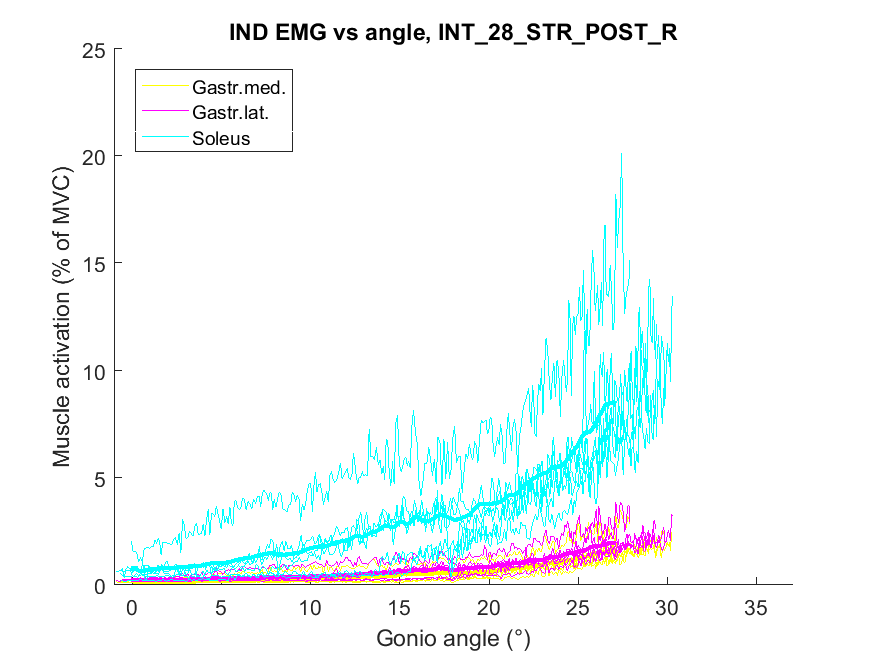 IND EMG vs angle, INT_28_STR_POST_R
25
20
15
10
5
0
Muscle activation (% of MVC)
Gastr.med.
Gastr.lat.
Soleus
0 5 10 15 20 25 30 35
Gonio angle (°)